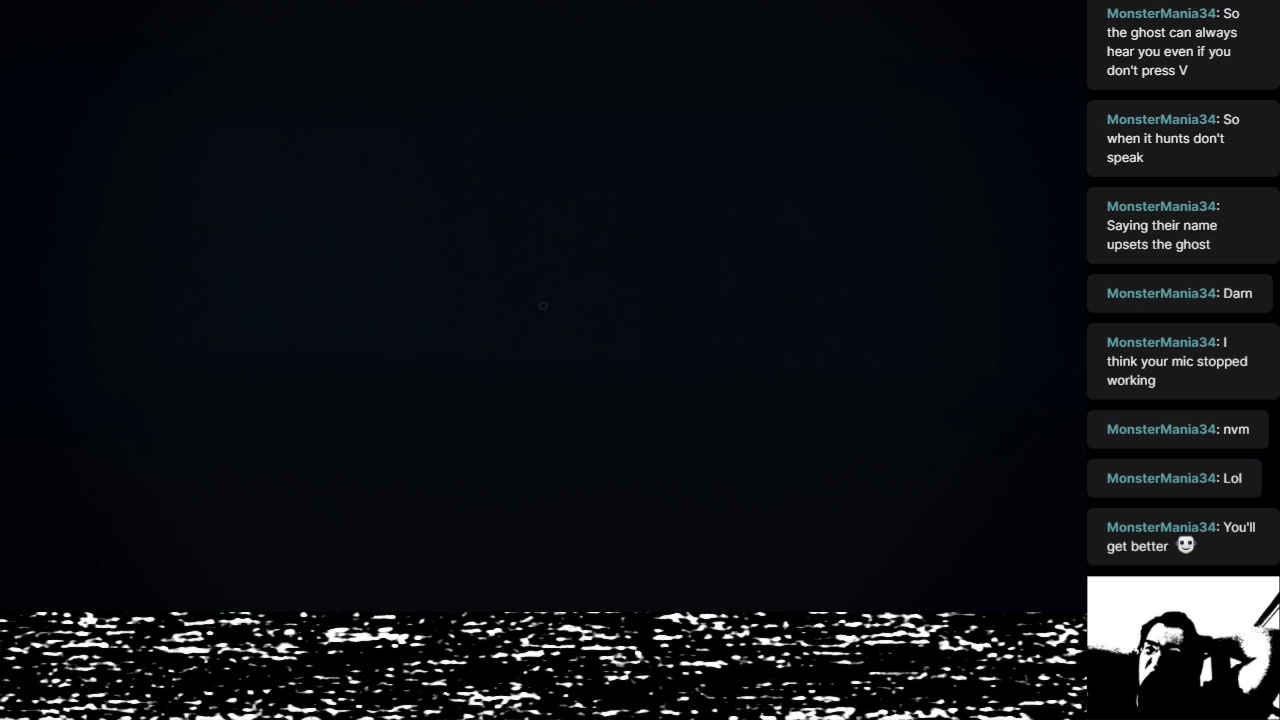 MonsterMania34: So
the ghost can always
hear you even if you
don't press V
MonsterMania34: So
when it hunts don't
speak
MonsterMania34:
Saying their name
upsets the ghost
MonsterMania34: Darn
MonsterMania34: I
think your mic stopped
working
MonsterMania34: nvm
MonsterMania34: Lol
MonsterMania34: You'll
get better